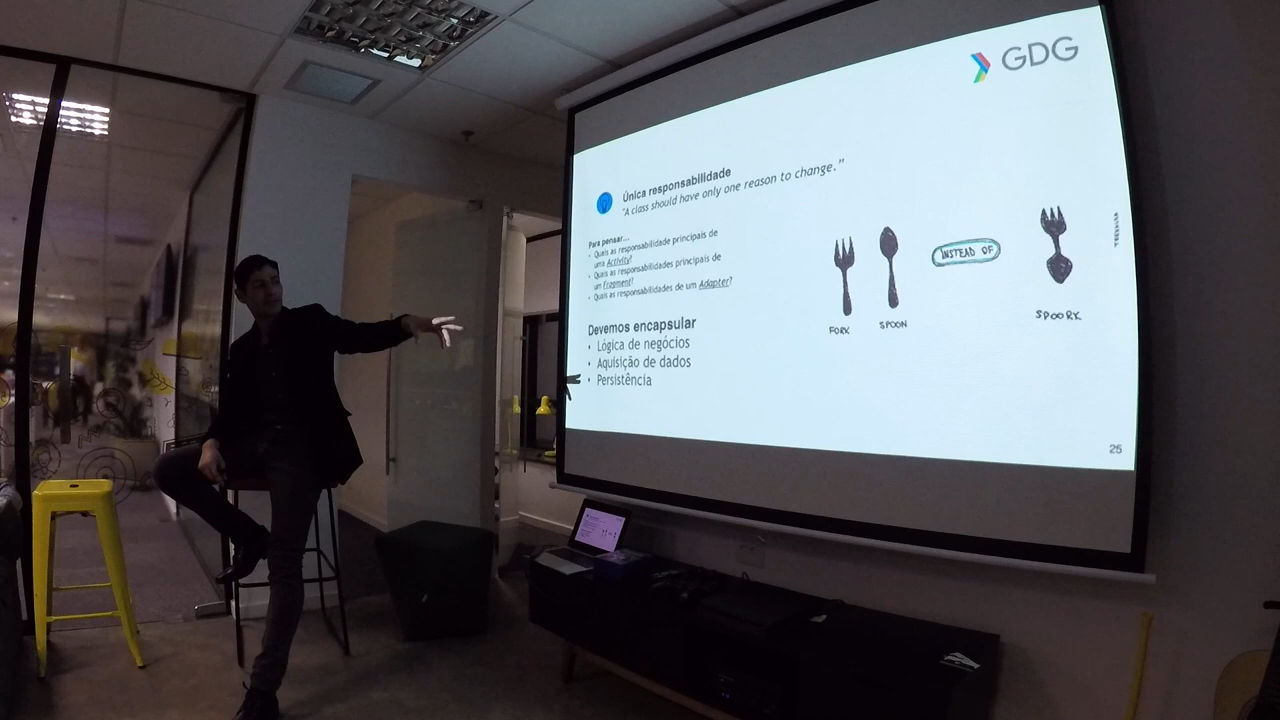 GDG
Única responsabilidade
"A class should have only one reason to change."
Para pensar...
• Quais as responsabilidade principais de
uma Activity?
• Quais as responsabilidades principais de
um Fragment?
• Quais as responsabilidades de um Adapter?
Devemos encapsular
• Lógica de negócios
• Aquisição de dados
• Persistência
FORK
SPOON
INSTEAD OF
SPOORK
25